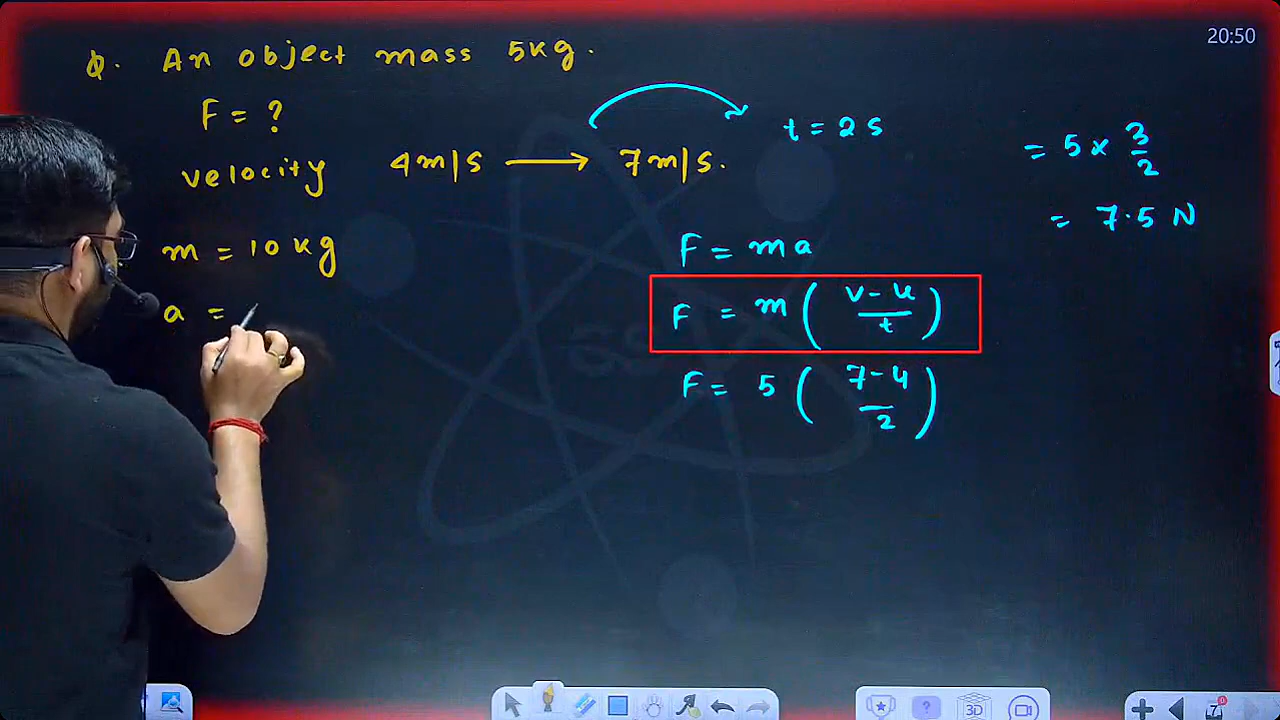 20:50
Q. An object mass 5kg.
F = ?
t = 2 s
velocity 4m/s → 7m/s.
= 5 × 3/2
= 7.5 N
m = 10 kg
a =
F = ma
F = m ( v - u / t )
F = 5 ( 7 - 4 / 2 )
3D